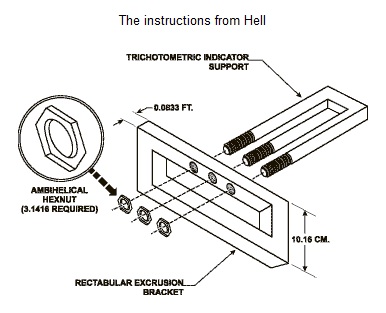 The instructions from Hell
TRICHOTOMETRIC INDICATOR
SUPPORT
0.0833 FT.
AMBIHELICAL
HEXNUT
(3.1416 REQUIRED)
10.16 CM.
RECTABULAR EXCRUSION
BRACKET